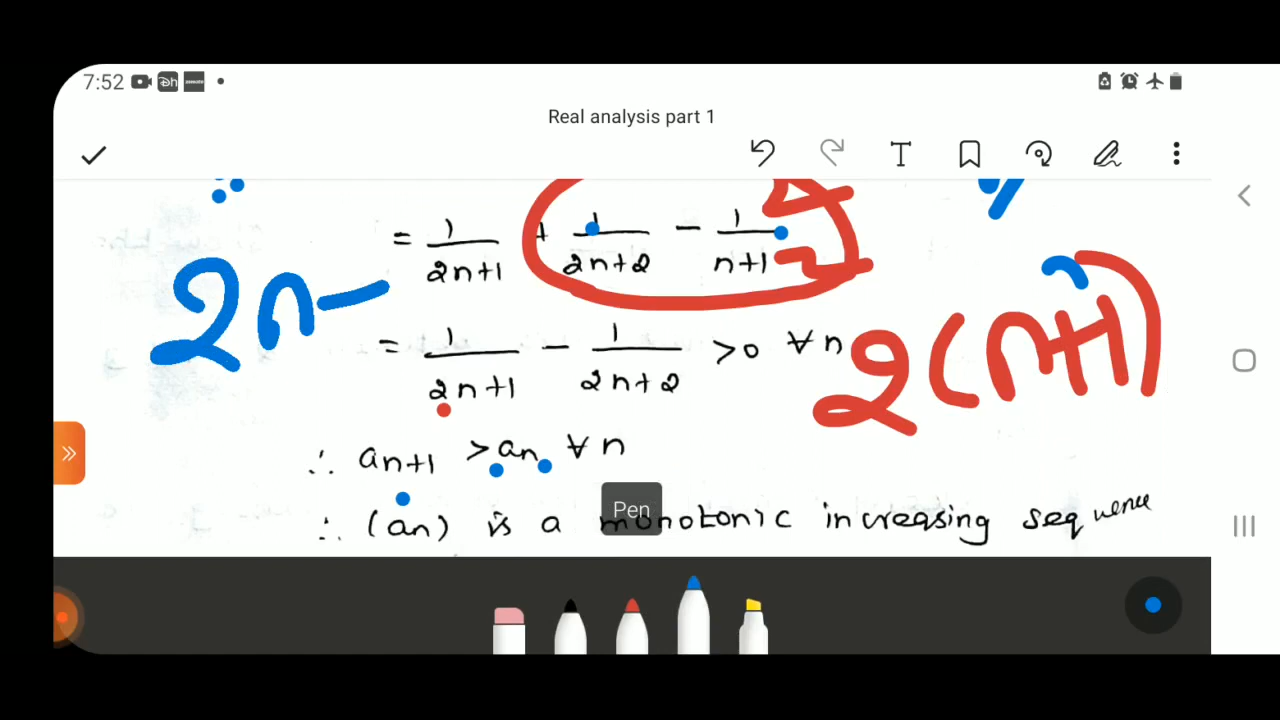 7:52 Dh
Real analysis part 1
= 1/(2n+1) + 1/(2n+2) − 1/(n+1)
2n−
= 1/(2n+1) − 1/(2n+2) >0 ∀n
2(n+1)
∴ an+1 >an ∀n
Pen
∴ (an) is a monotonic increasing sequence